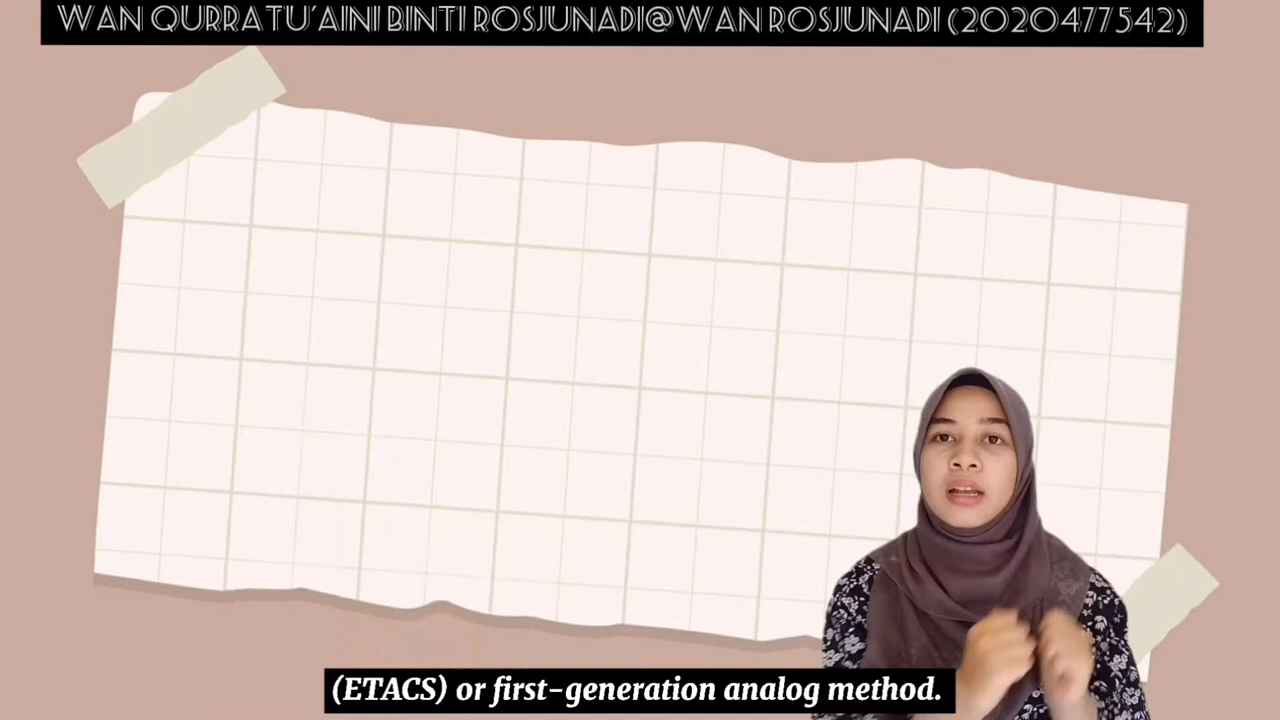 WAN QURRATU'AINI BINTI ROSJUNADI@WAN ROSJUNADI (2020477542)
(ETACS) or first-generation analog method.